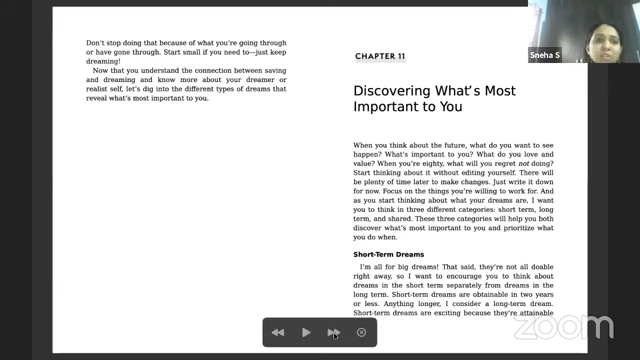 Don't stop doing that because of what you're going through
or have gone through. Start small if you need to—just keep
dreaming!
Now that you understand the connection between saving
and dreaming and know more about your dreamer or
realist self, let's dig into the different types of dreams that
reveal what's most important to you.
CHAPTER 11
Discovering What's Most
Important to You
When you think about the future, what do you want to see
happen? What's important to you? What do you love and
value? When you're eighty, what will you regret not doing?
Start thinking about it without editing yourself. There will
be plenty of time later to make changes. Just write it down
for now. Focus on the things you're willing to work for. And
as you start thinking about what your dreams are, I want
you to think in three different categories: short term, long
term, and shared. These three categories will help you both
discover what's most important to you and prioritize what
you do when.
Short-Term Dreams
I'm all for big dreams! That said, they're not all doable
right away, so I want to encourage you to think about
dreams in the short term separately from dreams in the
long term. Short-term dreams are obtainable in two years
or less. Anything longer, I consider a long-term dream.
Short-term dreams are exciting because they're attainable
Sneha S
zoom